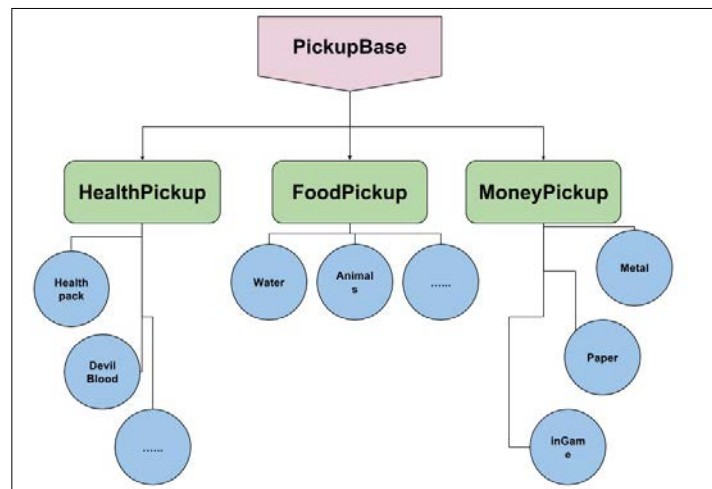 PickupBase
HealthPickup
FoodPickup
MoneyPickup
Health
pack
Devil
Blood
......
Water
Animal
s
......
Metal
Paper
inGam
e